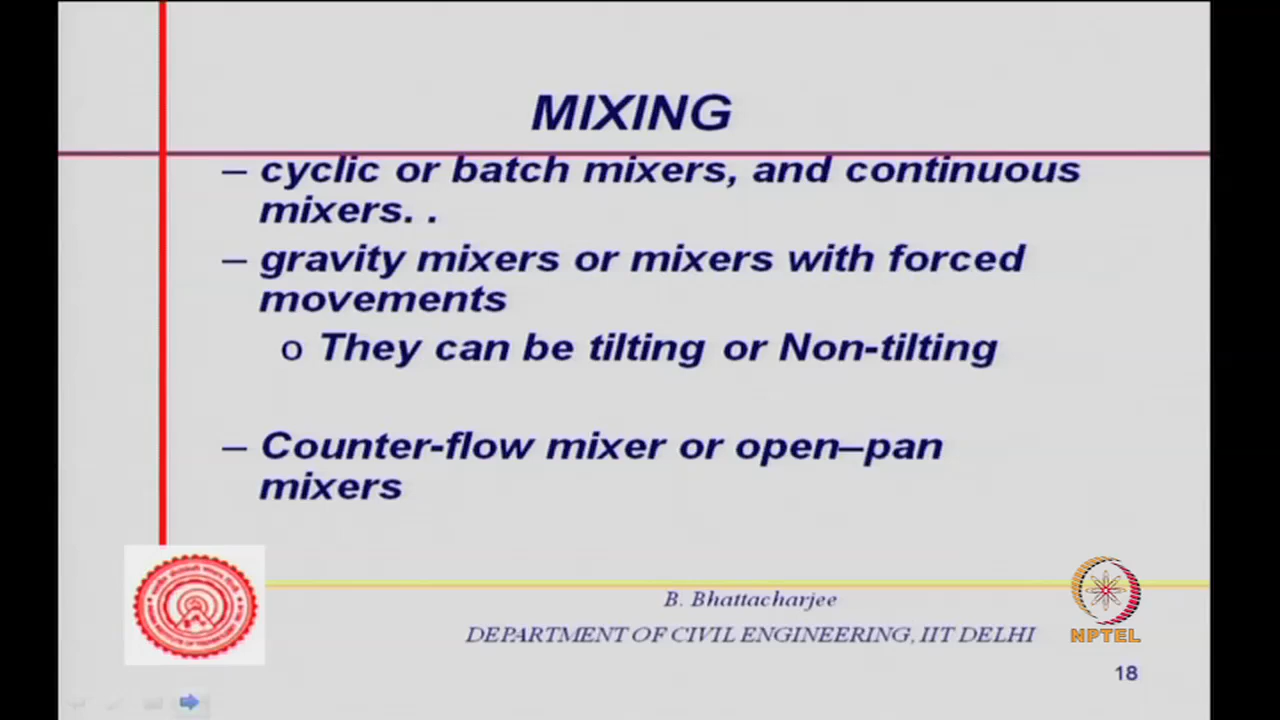 MIXING
– cyclic or batch mixers, and continuous
mixers. .
– gravity mixers or mixers with forced
movements
o They can be tilting or Non-tilting
– Counter-flow mixer or open–pan
mixers
B. Bhattacharjee
DEPARTMENT OF CIVIL ENGINEERING, IIT DELHI
NPTEL
18